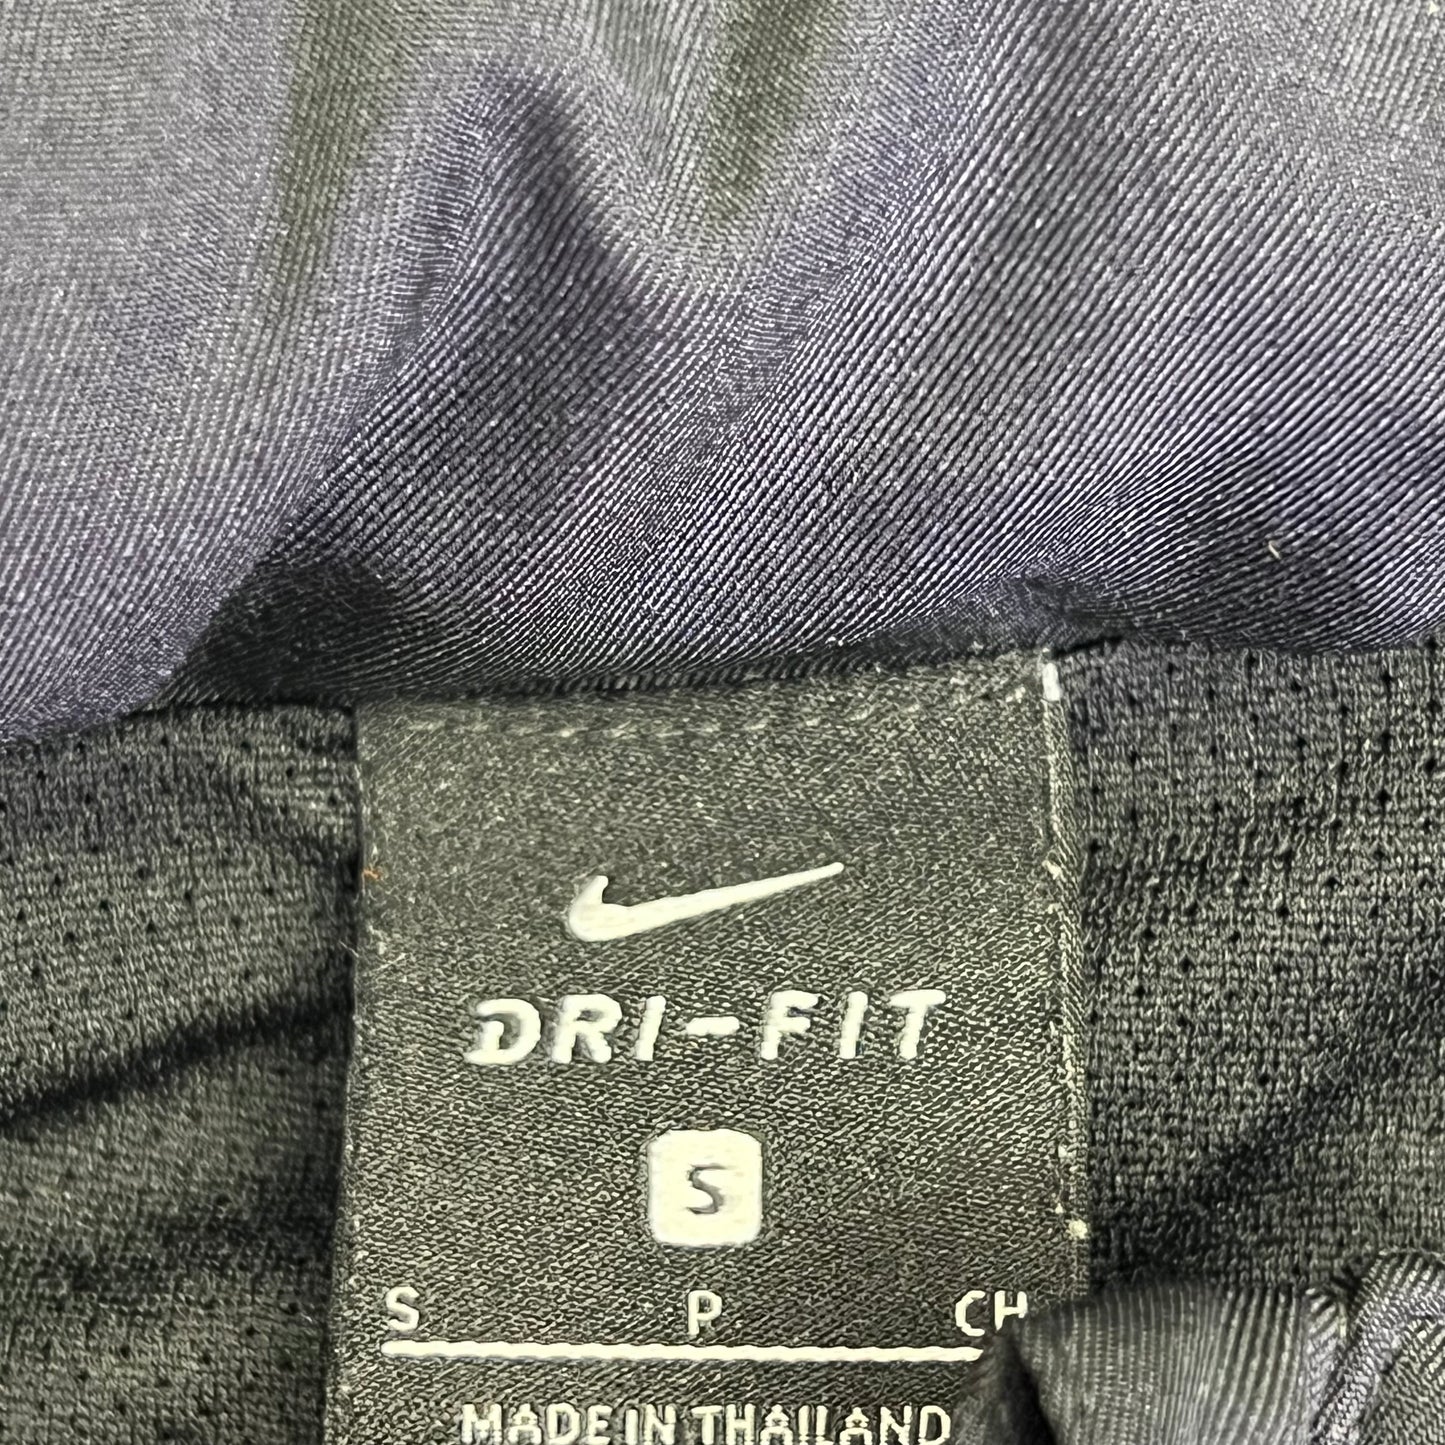 DRI-FIT
S
S P CH
MADE IN THAILAND